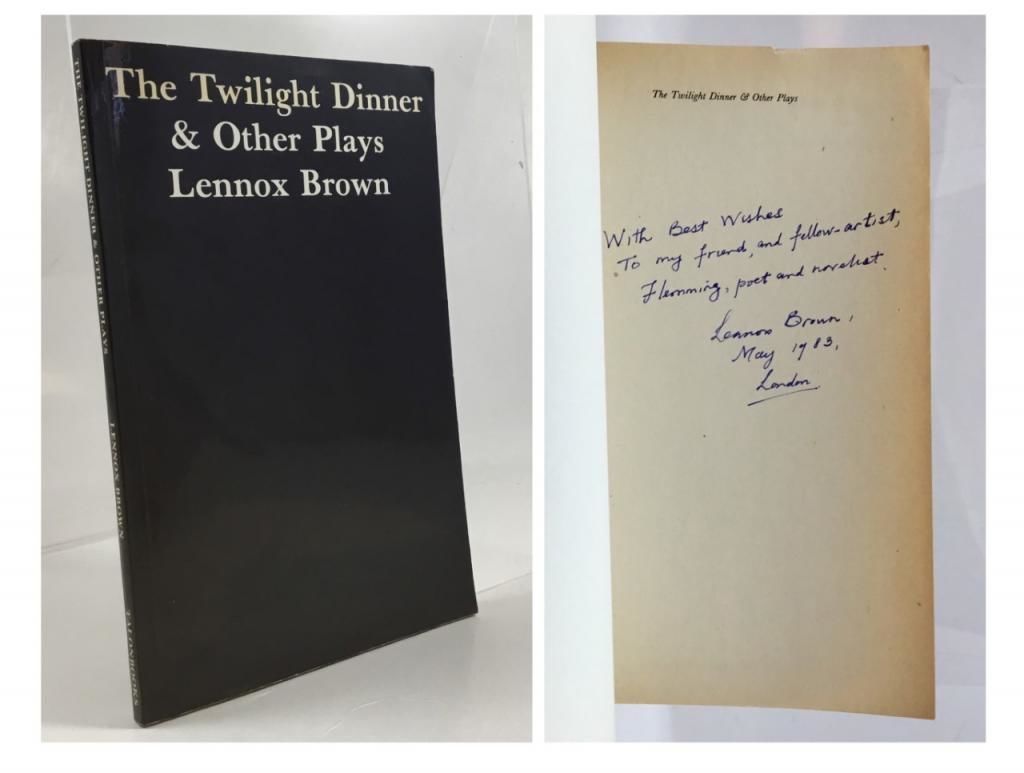 The Twilight Dinner
& Other Plays
Lennox Brown
THE TWILIGHT DINNER & OTHER PLAYS LENNOX BROWN TALONBOOKS
The Twilight Dinner & Other Plays
With Best Wishes
To my friend, and fellow-artist,
Flemming, poet and novelist.
Lennox Brown,
May 1983,
London